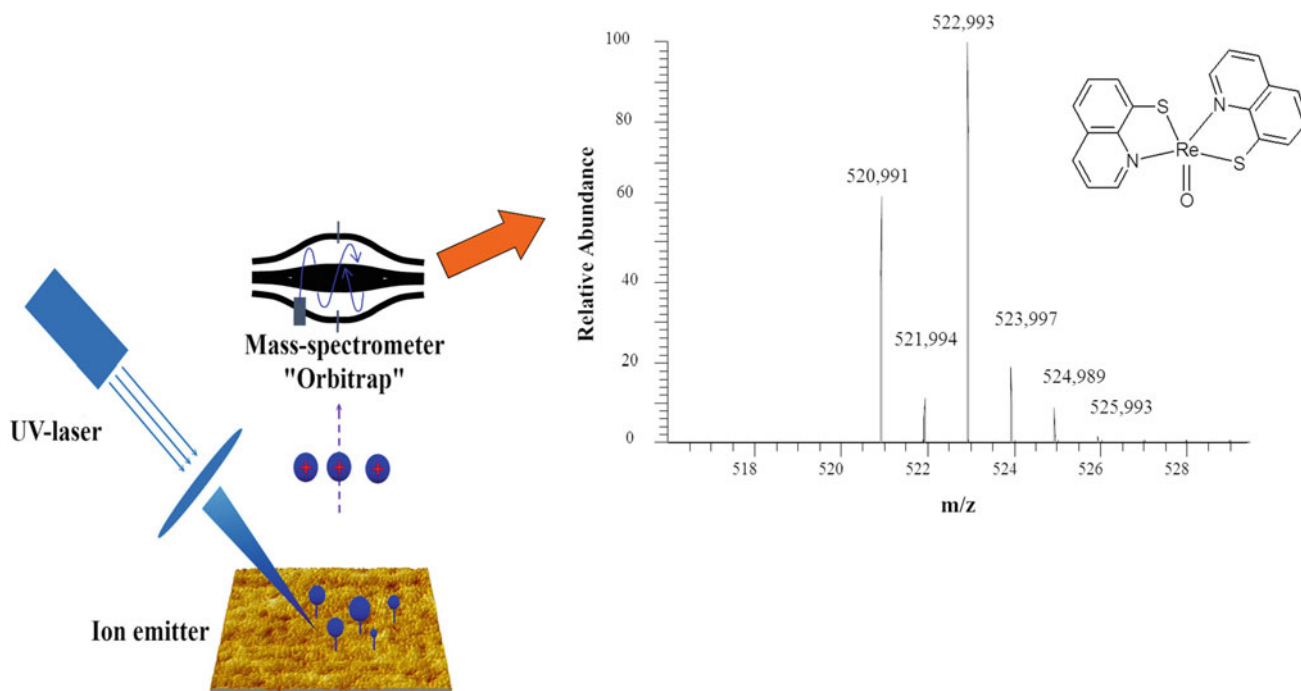 Mass-spectrometer
"Orbitrap"
UV-laser
+ + +
Ion emitter
Relative Abundance
100
80
60
40
20
0
522,993
520,991
521,994
523,997
524,989
525,993
518 520 522 524 526 528
m/z
S
N
N
Re
S
O